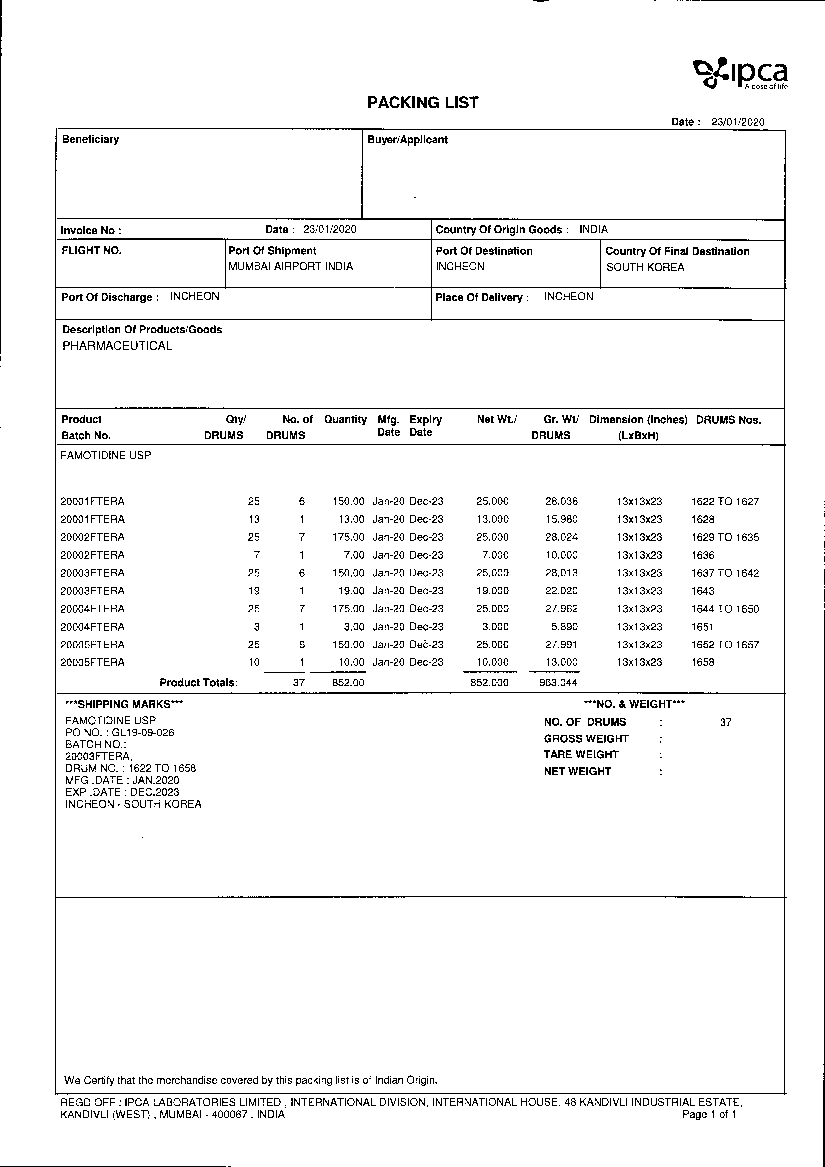 ipca
A dose of life
PACKING LIST
Date : 23/01/2020
Beneficiary Buyer/Applicant
Invoice No : Date : 23/01/2020 Country Of Origin Goods : INDIA
FLIGHT NO. Port Of Shipment Port Of Destination Country Of Final Destination
MUMBAI AIRPORT INDIA INCHEON SOUTH KOREA
Port Of Discharge : INCHEON Place Of Delivery : INCHEON
Description Of Products/Goods
PHARMACEUTICAL
Product Qty/ No. of Quantity Mfg. Expiry Net Wt./ Gr. Wt/ Dimension (Inches) DRUMS Nos.
Batch No. DRUMS DRUMS Date Date DRUMS (LxBxH)
FAMOTIDINE USP
20001FTERA 25 6 150.00 Jan-20 Dec-23 25.000 28.036 13x13x23 1622 TO 1627
20001FTERA 13 1 13.00 Jan-20 Dec-23 13.000 15.980 13x13x23 1628
20002FTERA 25 7 175.00 Jan-20 Dec-23 25.000 28.024 13x13x23 1629 TO 1635
20002FTERA 7 1 7.00 Jan-20 Dec-23 7.000 10.000 13x13x23 1636
20003FTERA 25 6 150.00 Jan-20 Dec-23 25.000 28.013 13x13x23 1637 TO 1642
20003FTERA 19 1 19.00 Jan-20 Dec-23 19.000 22.020 13x13x23 1643
20004FTERA 25 7 175.00 Jan-20 Dec-23 25.000 27.962 13x13x23 1644 TO 1650
20004FTERA 3 1 3.00 Jan-20 Dec-23 3.000 5.890 13x13x23 1651
20005FTERA 25 6 150.00 Jan-20 Dec-23 25.000 27.991 13x13x23 1652 TO 1657
20005FTERA 10 1 10.00 Jan-20 Dec-23 10.000 13.000 13x13x23 1658
Product Totals: 37 852.00 852.000 963.044
***SHIPPING MARKS*** ***NO. & WEIGHT***
FAMOTIDINE USP NO. OF DRUMS : 37
PO NO. : GL19-09-026
BATCH NO.: GROSS WEIGHT :
20003FTERA, TARE WEIGHT :
DRUM NO. : 1622 TO 1658 NET WEIGHT :
MFG .DATE : JAN.2020
EXP .DATE : DEC.2023
INCHEON - SOUTH KOREA
We Certify that the merchandise covered by this packing list is of Indian Origin.
REGD OFF : IPCA LABORATORIES LIMITED , INTERNATIONAL DIVISION, INTERNATIONAL HOUSE, 48 KANDIVLI INDUSTRIAL ESTATE,
KANDIVLI (WEST) , MUMBAI - 400067 . INDIA Page 1 of 1